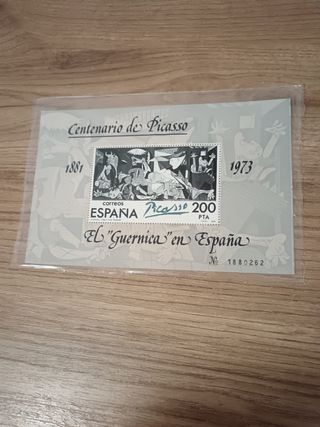 Centenario de Picasso
1881 1973
correos
ESPAÑA Picasso 200
PTA
El "Guernica" en España
Nº 1880262